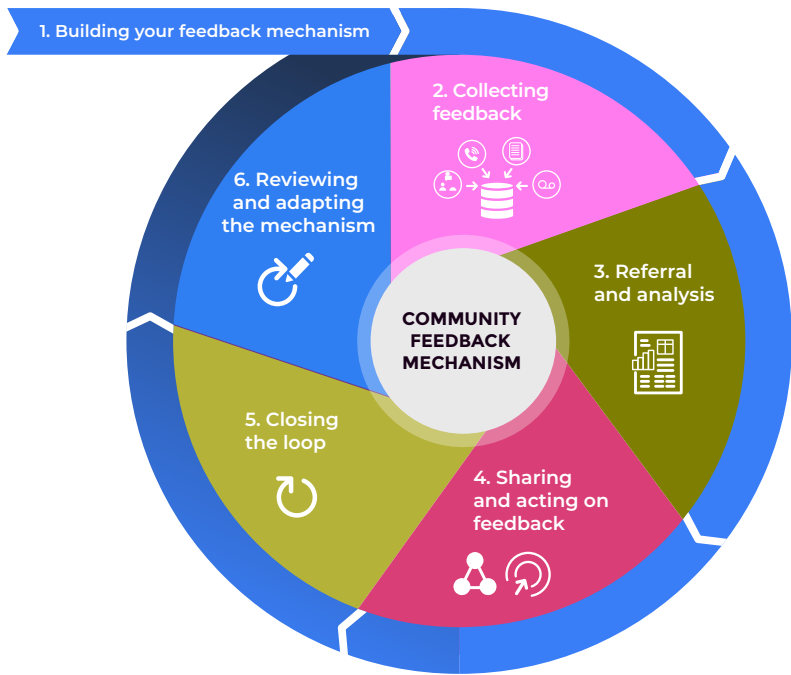 1. Building your feedback mechanism
2. Collecting
feedback
3. Referral
and analysis
4. Sharing
and acting on
feedback
5. Closing
the loop
6. Reviewing
and adapting
the mechanism
COMMUNITY
FEEDBACK
MECHANISM